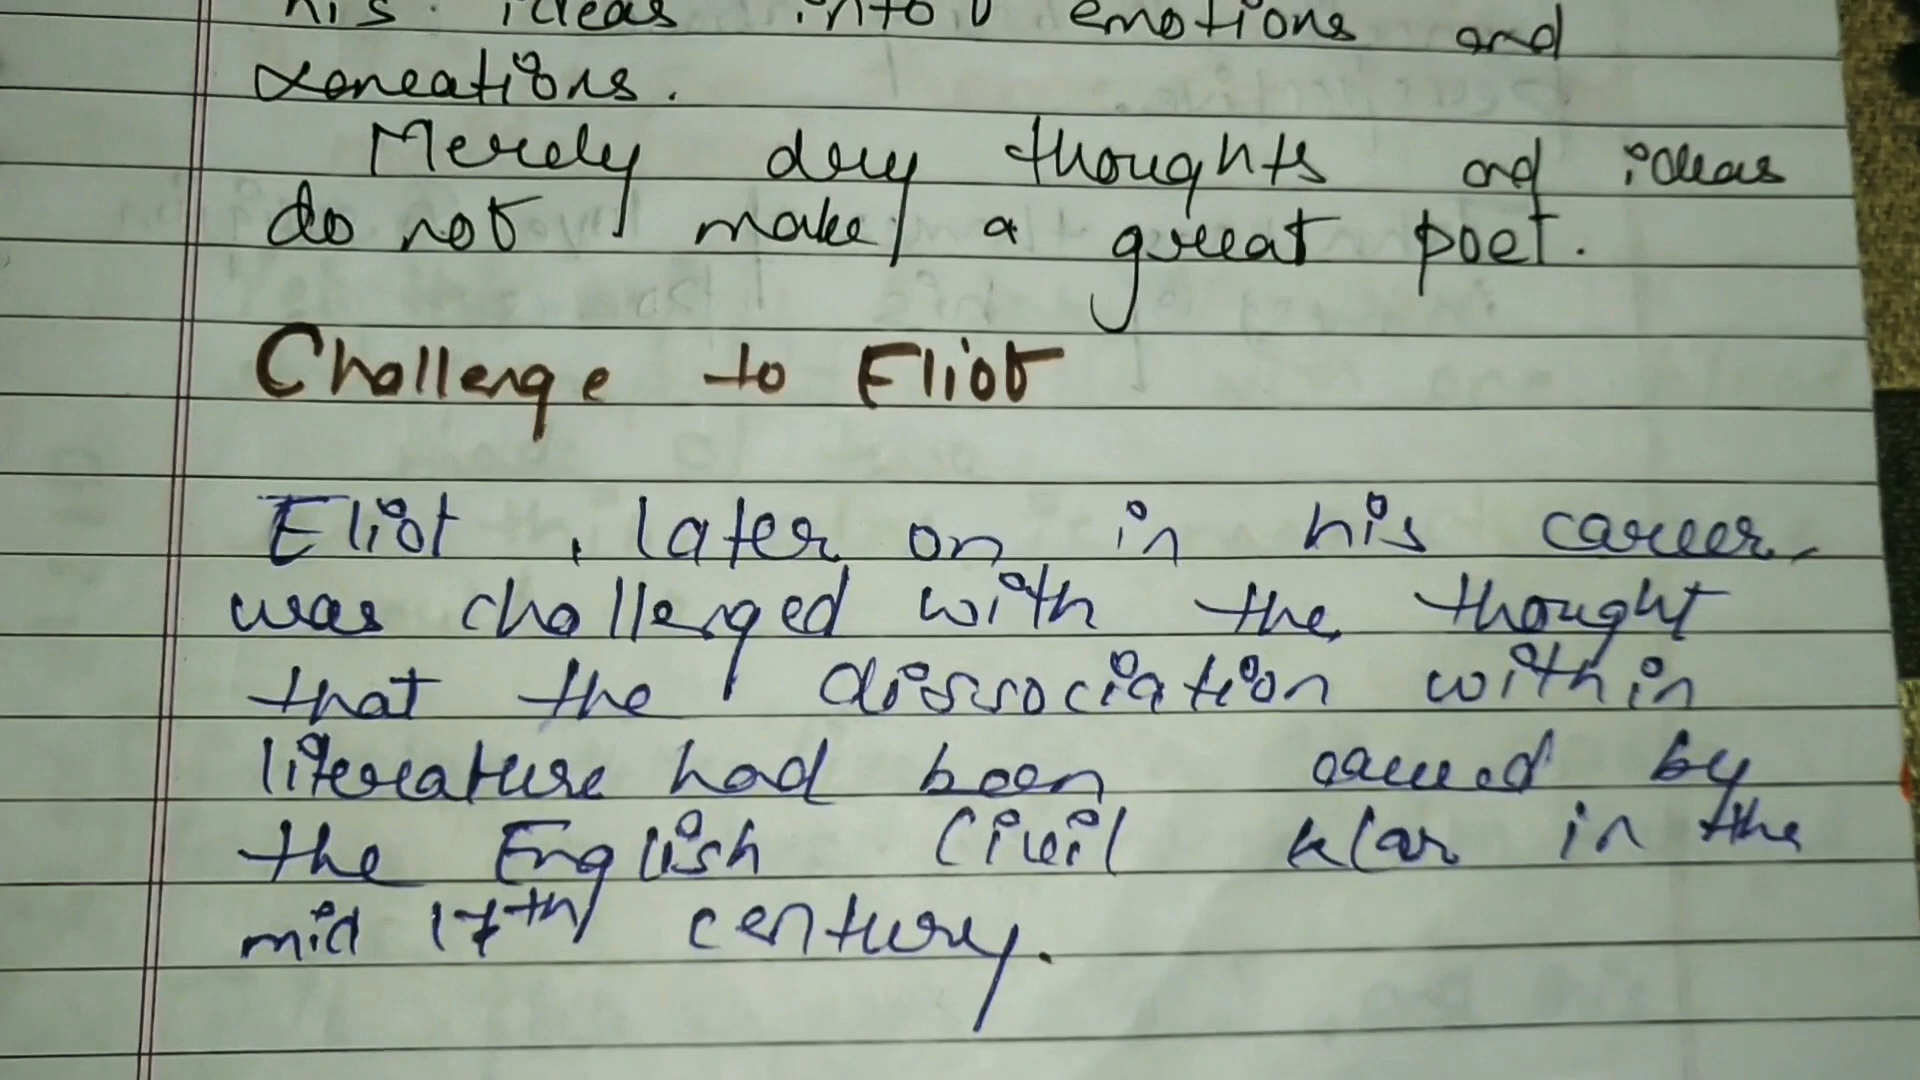 his ideas into emotions and
sensations.
Merely dry thoughts and ideas
do not make a great poet.
Challenge to Eliot
Eliot, later on in his career,
was challenged with the thought
that the dissociation within
literature had been caused by
the English Civil War in the
mid 17th century.